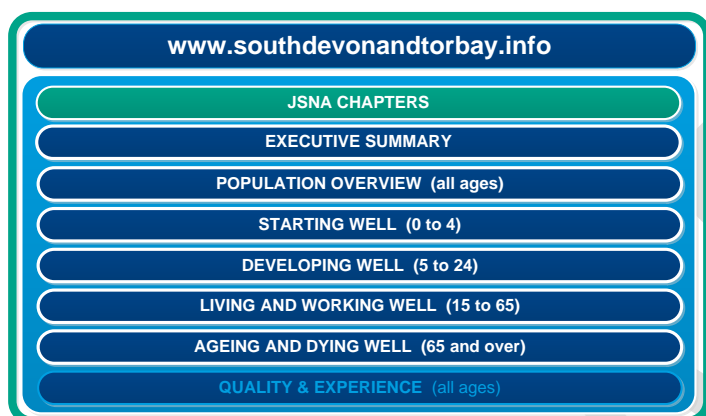 www.southdevonandtorbay.info
JSNA CHAPTERS
EXECUTIVE SUMMARY
POPULATION OVERVIEW (all ages)
STARTING WELL (0 to 4)
DEVELOPING WELL (5 to 24)
LIVING AND WORKING WELL (15 to 65)
AGEING AND DYING WELL (65 and over)
QUALITY & EXPERIENCE (all ages)